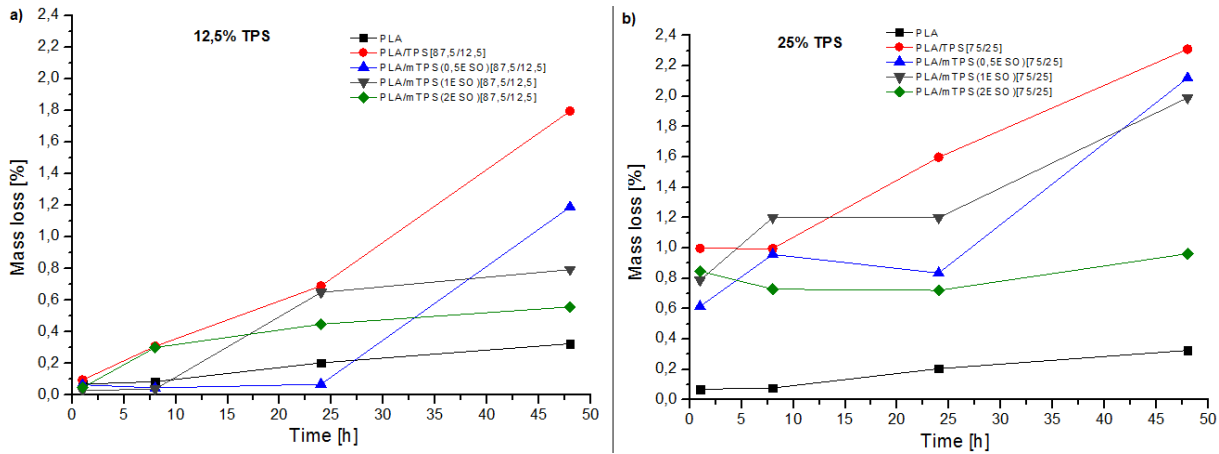 a)
12,5% TPS
PLA
PLA/TPS[87,5/12,5]
PLA/mTPS(0,5ESO)[87,5/12,5]
PLA/mTPS(1ESO)[87,5/12,5]
PLA/mTPS(2ESO)[87,5/12,5]
Mass loss [%]
2,4
2,2
2,0
1,8
1,6
1,4
1,2
1,0
0,8
0,6
0,4
0,2
0,0
0 5 10 15 20 25 30 35 40 45 50
Time [h]
b)
25% TPS
PLA
PLA/TPS[75/25]
PLA/mTPS(0,5ESO)[75/25]
PLA/mTPS(1ESO)[75/25]
PLA/mTPS(2ESO)[75/25]
Mass loss [%]
2,4
2,2
2,0
1,8
1,6
1,4
1,2
1,0
0,8
0,6
0,4
0,2
0,0
0 5 10 15 20 25 30 35 40 45 50
Time [h]